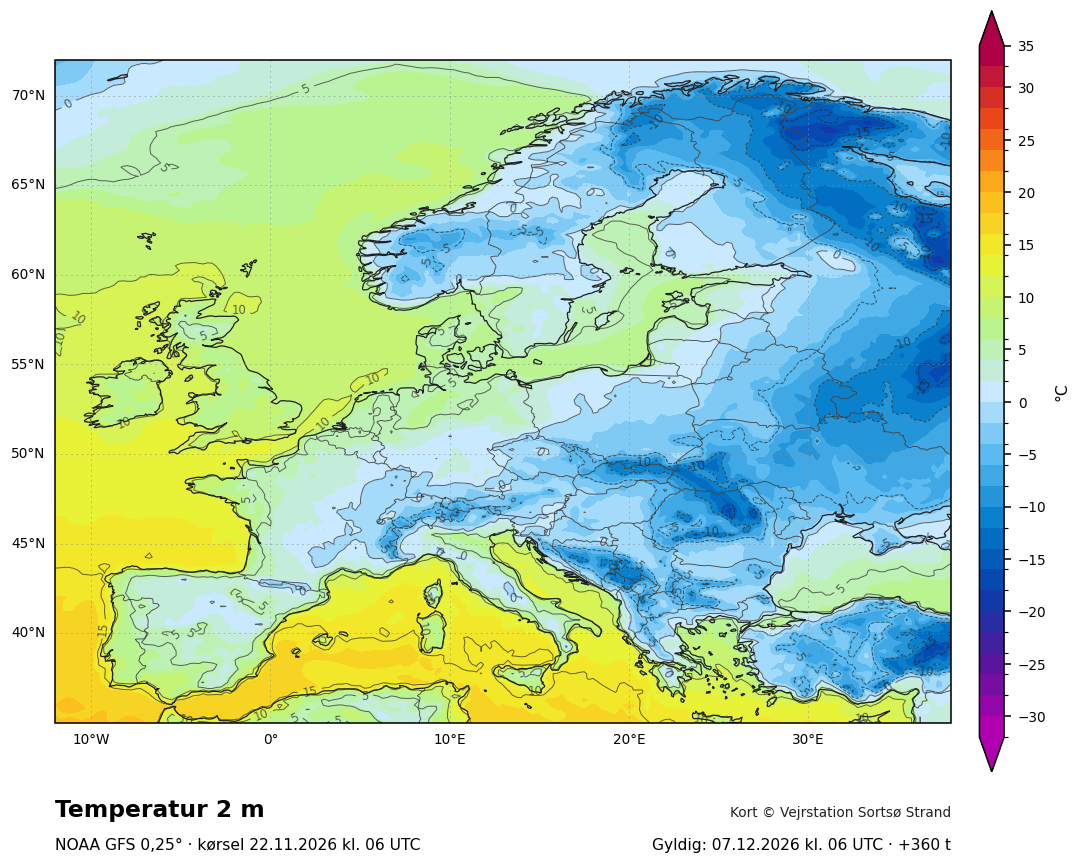 70°N
65°N
60°N
55°N
50°N
45°N
40°N
10°W
0°
10°E
20°E
30°E
35
30
25
20
15
10
5
0
−5
−10
−15
−20
−25
−30
°C
Temperatur 2 m
Kort © Vejrstation Sortsø Strand
NOAA GFS 0,25° · kørsel 22.11.2026 kl. 06 UTC
Gyldig: 07.12.2026 kl. 06 UTC · +360 t